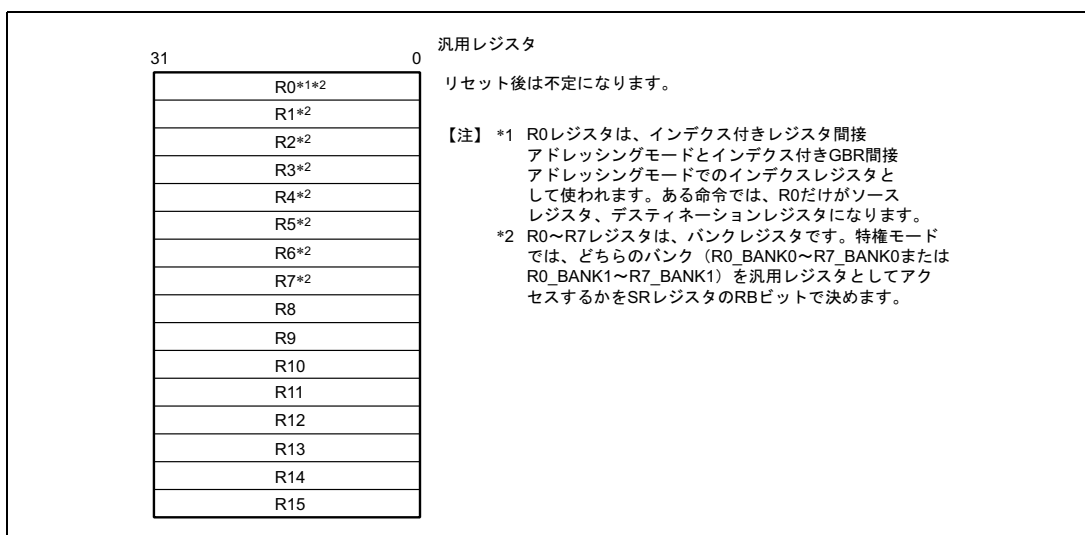 31 0
R0*1*2
R1*2
R2*2
R3*2
R4*2
R5*2
R6*2
R7*2
R8
R9
R10
R11
R12
R13
R14
R15
汎用レジスタ
リセット後は不定になります。
【注】 *1 R0レジスタは、インデクス付きレジスタ間接
アドレッシングモードとインデクス付きGBR間接
アドレッシングモードでのインデクスレジスタと
して使われます。ある命令では、R0だけがソース
レジスタ、デスティネーションレジスタになります。
*2 R0～R7レジスタは、バンクレジスタです。特権モード
では、どちらのバンク（R0_BANK0～R7_BANK0または
R0_BANK1～R7_BANK1）を汎用レジスタとしてアク
セスするかをSRレジスタのRBビットで決めます。